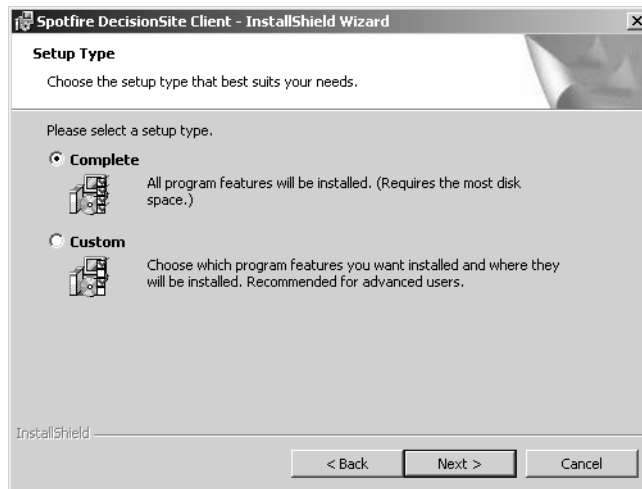 Spotfire DecisionSite Client - InstallShield Wizard
Setup Type
Choose the setup type that best suits your needs.
Please select a setup type.
Complete
All program features will be installed. (Requires the most disk
space.)
Custom
Choose which program features you want installed and where they
will be installed. Recommended for advanced users.
InstallShield
< Back
Next >
Cancel